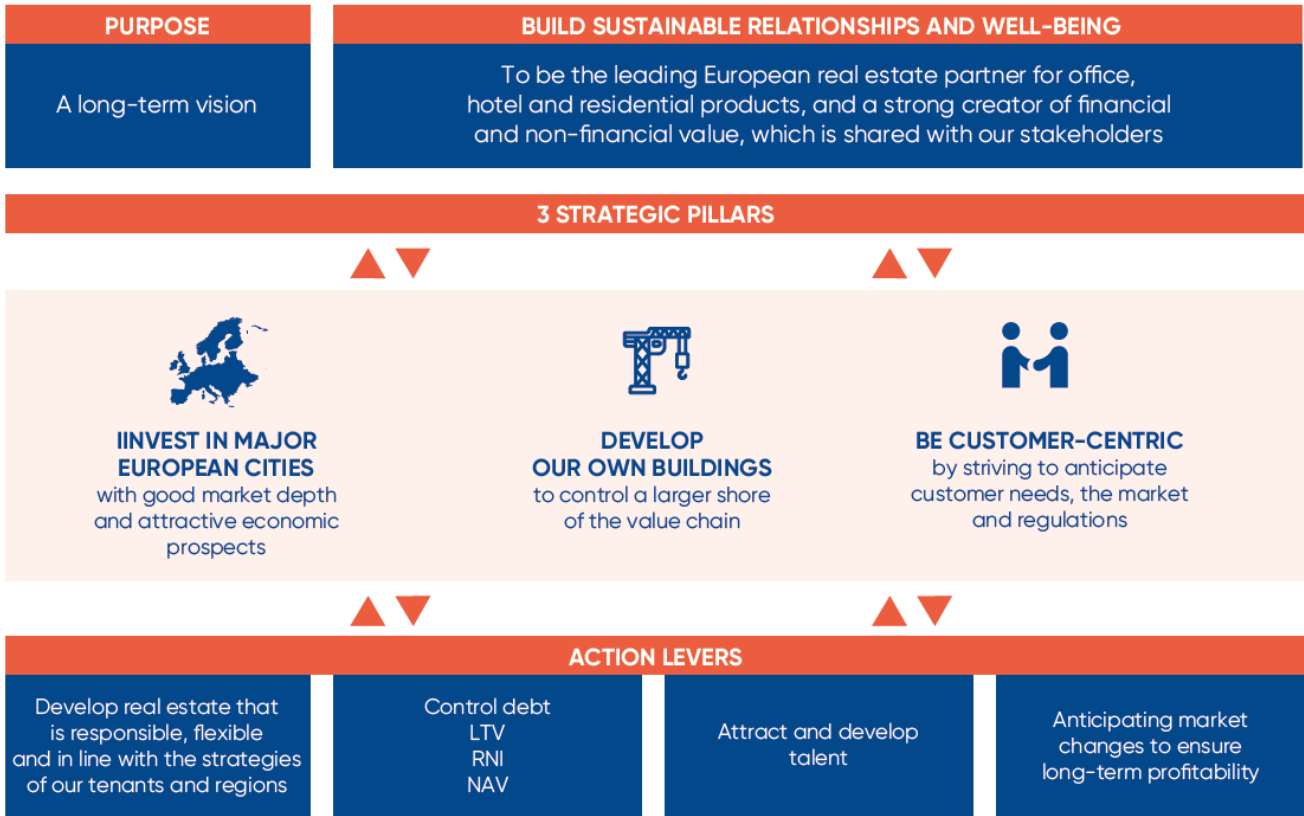 PURPOSE
A long-term vision
BUILD SUSTAINABLE RELATIONSHIPS AND WELL-BEING
To be the leading European real estate partner for office,
hotel and residential products, and a strong creator of financial
and non-financial value, which is shared with our stakeholders
3 STRATEGIC PILLARS
IINVEST IN MAJOR
EUROPEAN CITIES
with good market depth
and attractive economic
prospects
DEVELOP
OUR OWN BUILDINGS
to control a larger shore
of the value chain
BE CUSTOMER-CENTRIC
by striving to anticipate
customer needs, the market
and regulations
ACTION LEVERS
Develop real estate that
is responsible, flexible
and in line with the strategies
of our tenants and regions
Control debt
LTV
RNI
NAV
Attract and develop
talent
Anticipating market
changes to ensure
long-term profitability